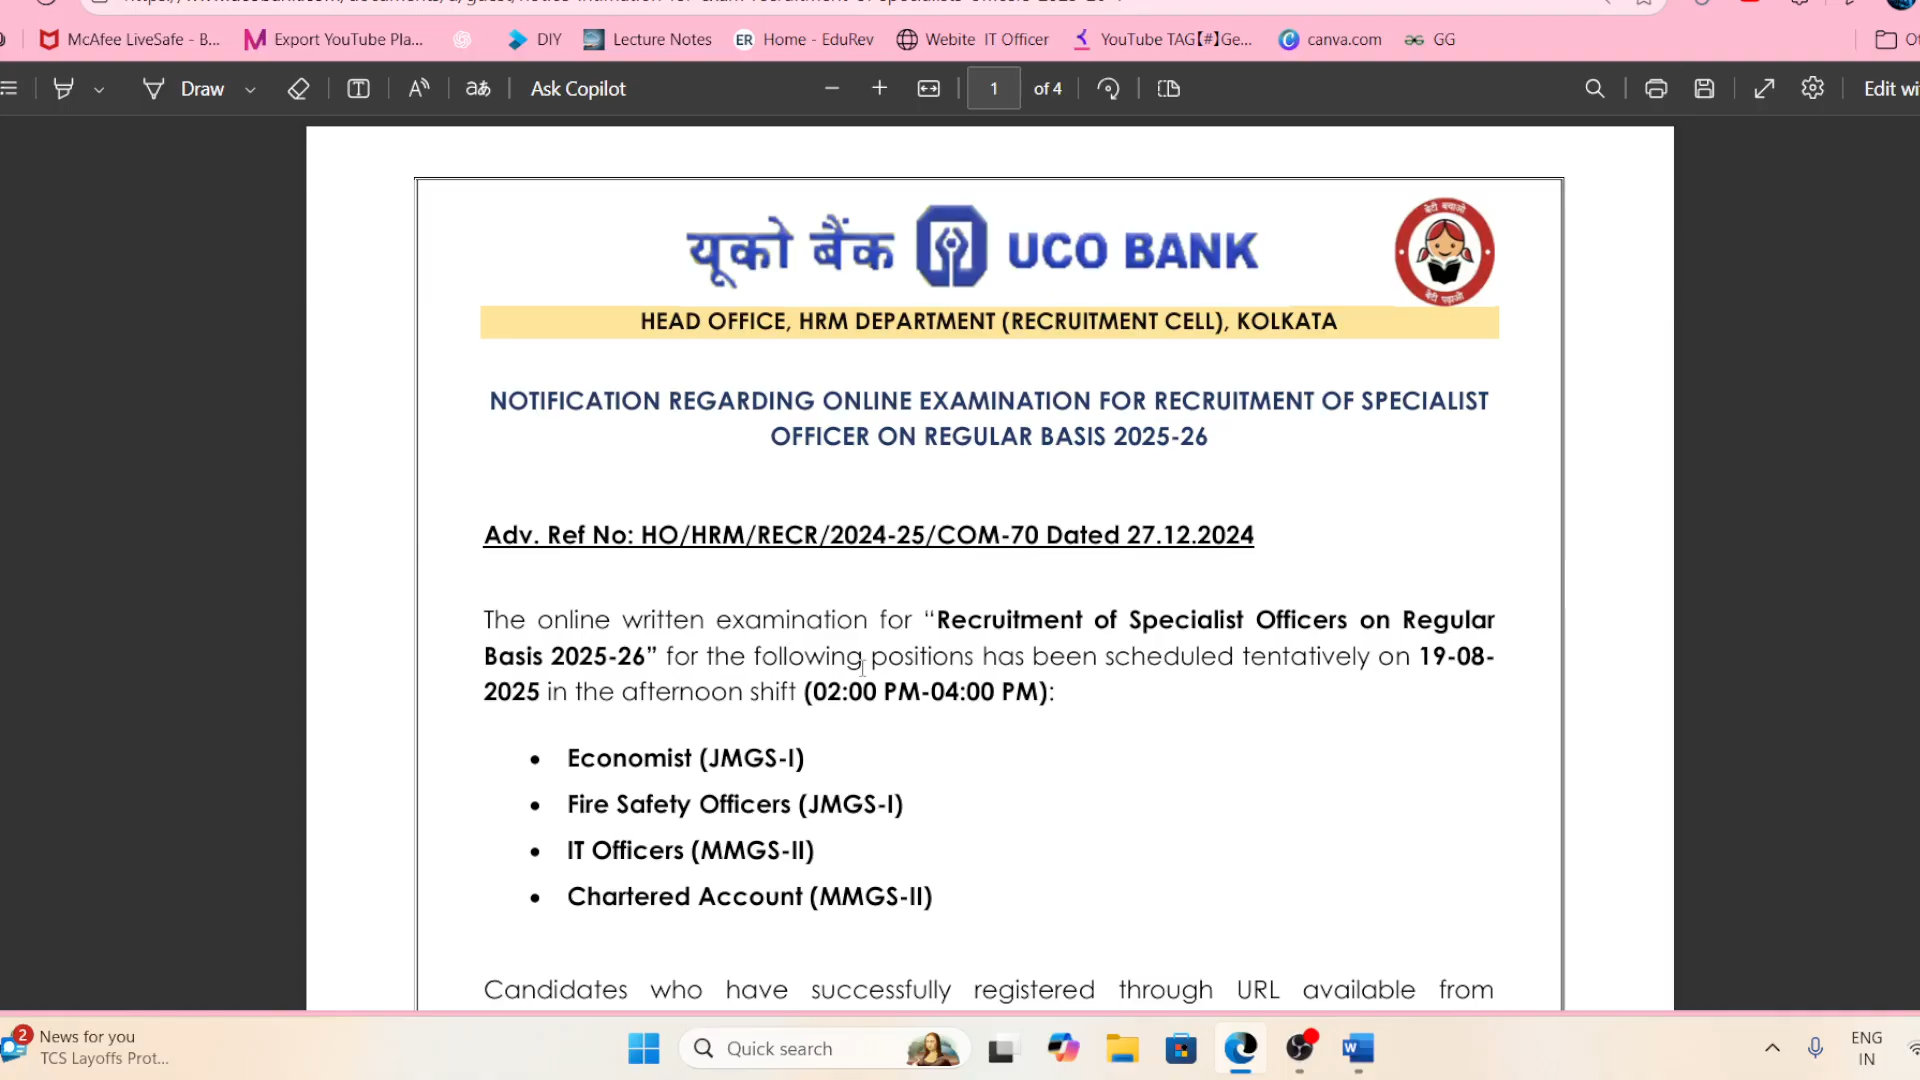 McAfee LiveSafe - B...
Export YouTube Pla...
DIY
Lecture Notes
ER Home - EduRev
Webite IT Officer
YouTube TAG【#】Ge...
canva.com
GG
Draw
aあ
Ask Copilot
1 of 4
Edit wi
यूको बैंक UCO BANK
बेटी बचाओ
बेटी पढ़ाओ
HEAD OFFICE, HRM DEPARTMENT (RECRUITMENT CELL), KOLKATA
NOTIFICATION REGARDING ONLINE EXAMINATION FOR RECRUITMENT OF SPECIALIST
OFFICER ON REGULAR BASIS 2025-26
Adv. Ref No: HO/HRM/RECR/2024-25/COM-70 Dated 27.12.2024
The online written examination for “Recruitment of Specialist Officers on Regular
Basis 2025-26” for the following positions has been scheduled tentatively on 19-08-
2025 in the afternoon shift (02:00 PM-04:00 PM):
• Economist (JMGS-I)
• Fire Safety Officers (JMGS-I)
• IT Officers (MMGS-II)
• Chartered Account (MMGS-II)
Candidates who have successfully registered through URL available from
2
News for you
TCS Layoffs Prot...
Quick search
ENG
IN